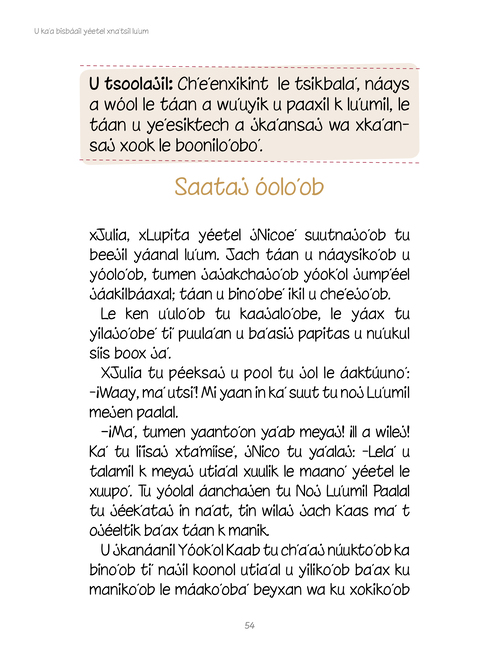 U ka'a bisbáail yéetel xna'tsil lu'um
U tsoolajil: Ch'e'enxikint le tsikbala', náays
a wóol le táan a wu'uyik u paaxil k lu'umil, le
táan u ye'esiktech a jka'ansaj wa xka'an-
saj xook le boonilo'obo'.
Saataj óolo'ob
xJulia, xLupita yéetel jNicoe' suutnajo'ob tu
beejil yáanal lu'um. Jach táan u náaysiko'ob u
yóolo'ob, tumen jajakchajo'ob yóok'ol jump'éel
jáakilbáaxal; táan u bino'obe' ikil u che'ejo'ob.
Le ken u'ulo'ob tu kaajalo'obe, le yáax tu
yilajo'obe' ti' puula'an u ba'asij papitas u nu'ukul
síis boox ja'.
XJulia tu péeksaj u pool tu jol le áaktúuno':
-¡Waay, ma' utsi'! Mi yaan in ka' suut tu noj Lu'umil
mejen paalal.
–¡Ma', tumen yaanto'on ya'ab meyaj! ¡Il a wilej!
Ka' tu líisaj xta'miise', jNico tu ya'alaj: -Lela' u
talamil k meyaj utia'al xuulik le maano' yéetel le
xuupo'. Tu yóolal áanchajen tu Noj Lu'umil Paalal
tu jéek'ataj in na'at, tin wilaj jach k'aas ma' t
ojéeltik ba'ax táan k manik.
U jkanáanil Yóok'ol Kaab tu ch'a'aj núukto'ob ka
bino'ob ti' najil koonol utia'al u yiliko'ob ba'ax ku
maniko'ob le máako'oba' beyxan wa ku xokiko'ob
54